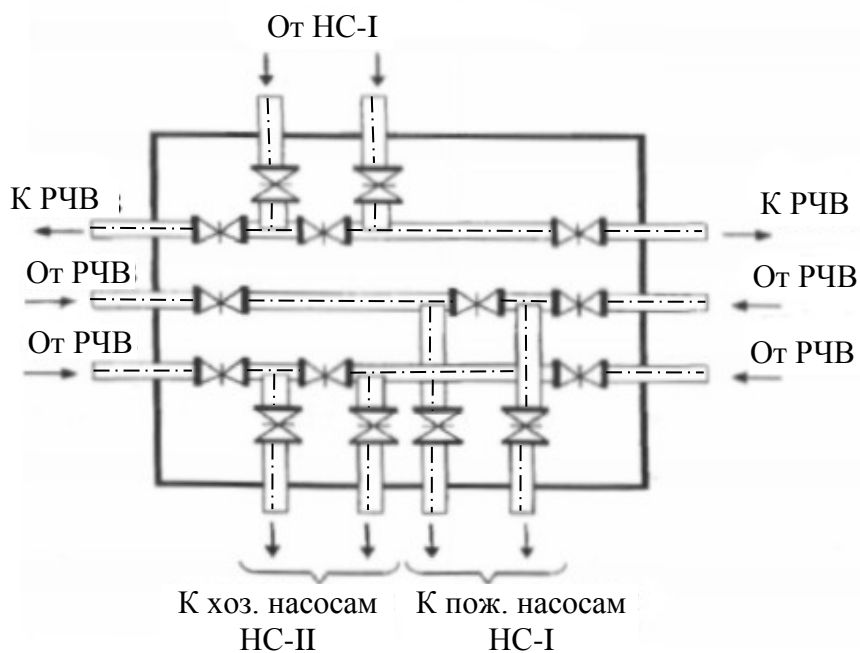 От НС-I
К РЧВ
К РЧВ
От РЧВ
От РЧВ
От РЧВ
От РЧВ
К хоз. насосам
НС-II
К пож. насосам
НС-I